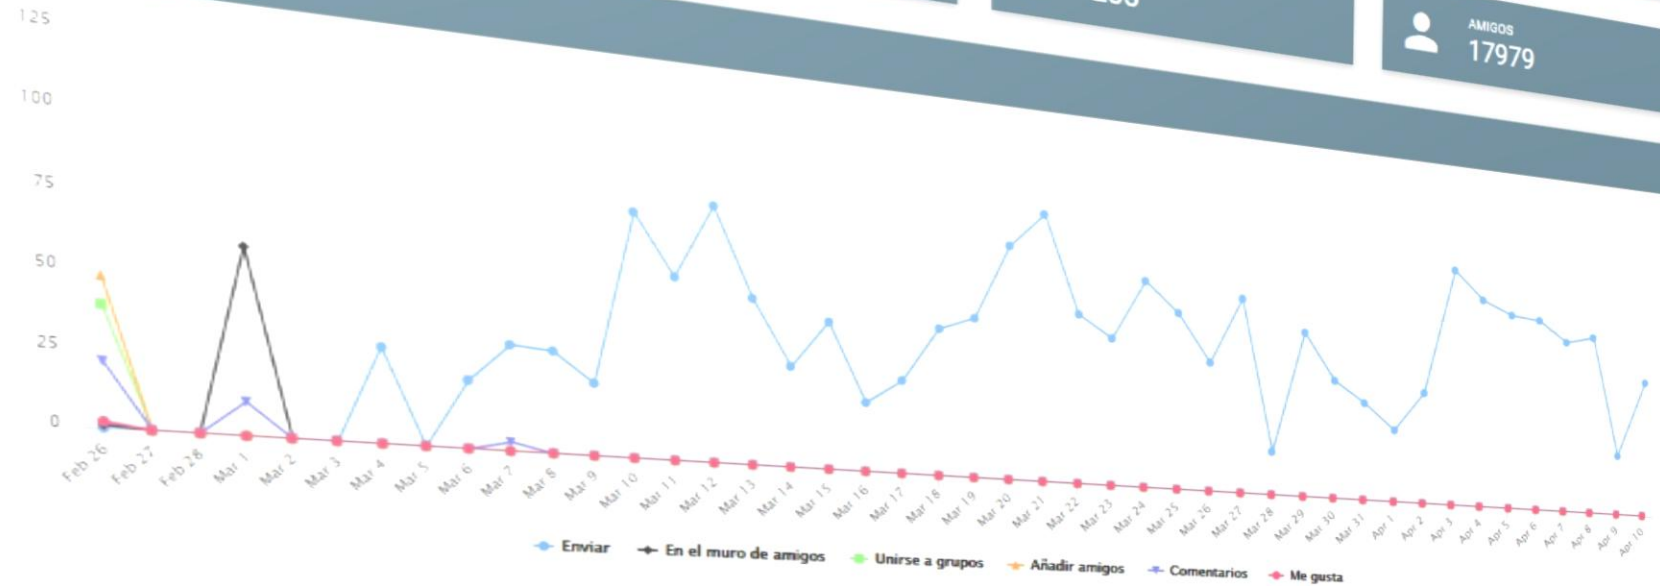 AMIGOS
17979
125
100
75
50
25
0
Feb 26
Feb 27
Feb 28
Mar 1
Mar 2
Mar 3
Mar 4
Mar 5
Mar 6
Mar 7
Mar 8
Mar 9
Mar 10
Mar 11
Mar 12
Mar 13
Mar 14
Mar 15
Mar 16
Mar 17
Mar 18
Mar 19
Mar 20
Mar 21
Mar 22
Mar 23
Mar 24
Mar 25
Mar 26
Mar 27
Mar 28
Mar 29
Mar 30
Mar 31
Apr 1
Apr 2
Apr 3
Apr 4
Apr 5
Apr 6
Apr 7
Apr 8
Apr 9
Apr 10
Enviar
En el muro de amigos
Unirse a grupos
Añadir amigos
Comentarios
Me gusta